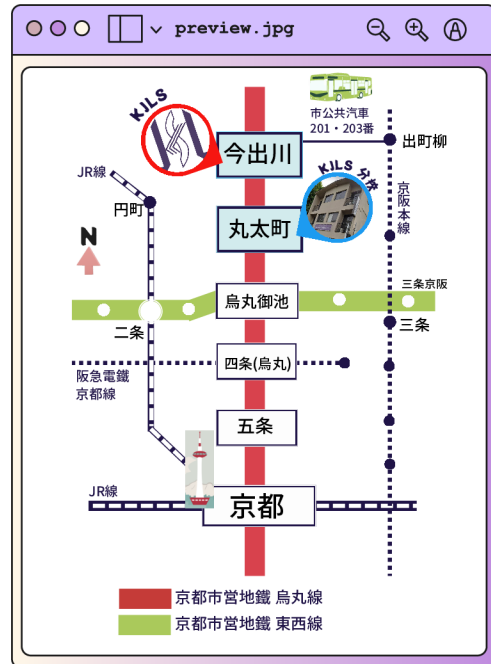 preview.jpg
KJLS
市公共汽車
201・203番
今出川
出町柳
JR線
KJLS 分校
円町
丸太町
京阪本線
N
烏丸御池
三条京阪
二条
三条
四条(烏丸)
阪急電鐵
京都線
五条
JR線
京都
京都市営地鐵 烏丸線
京都市営地鐵 東西線